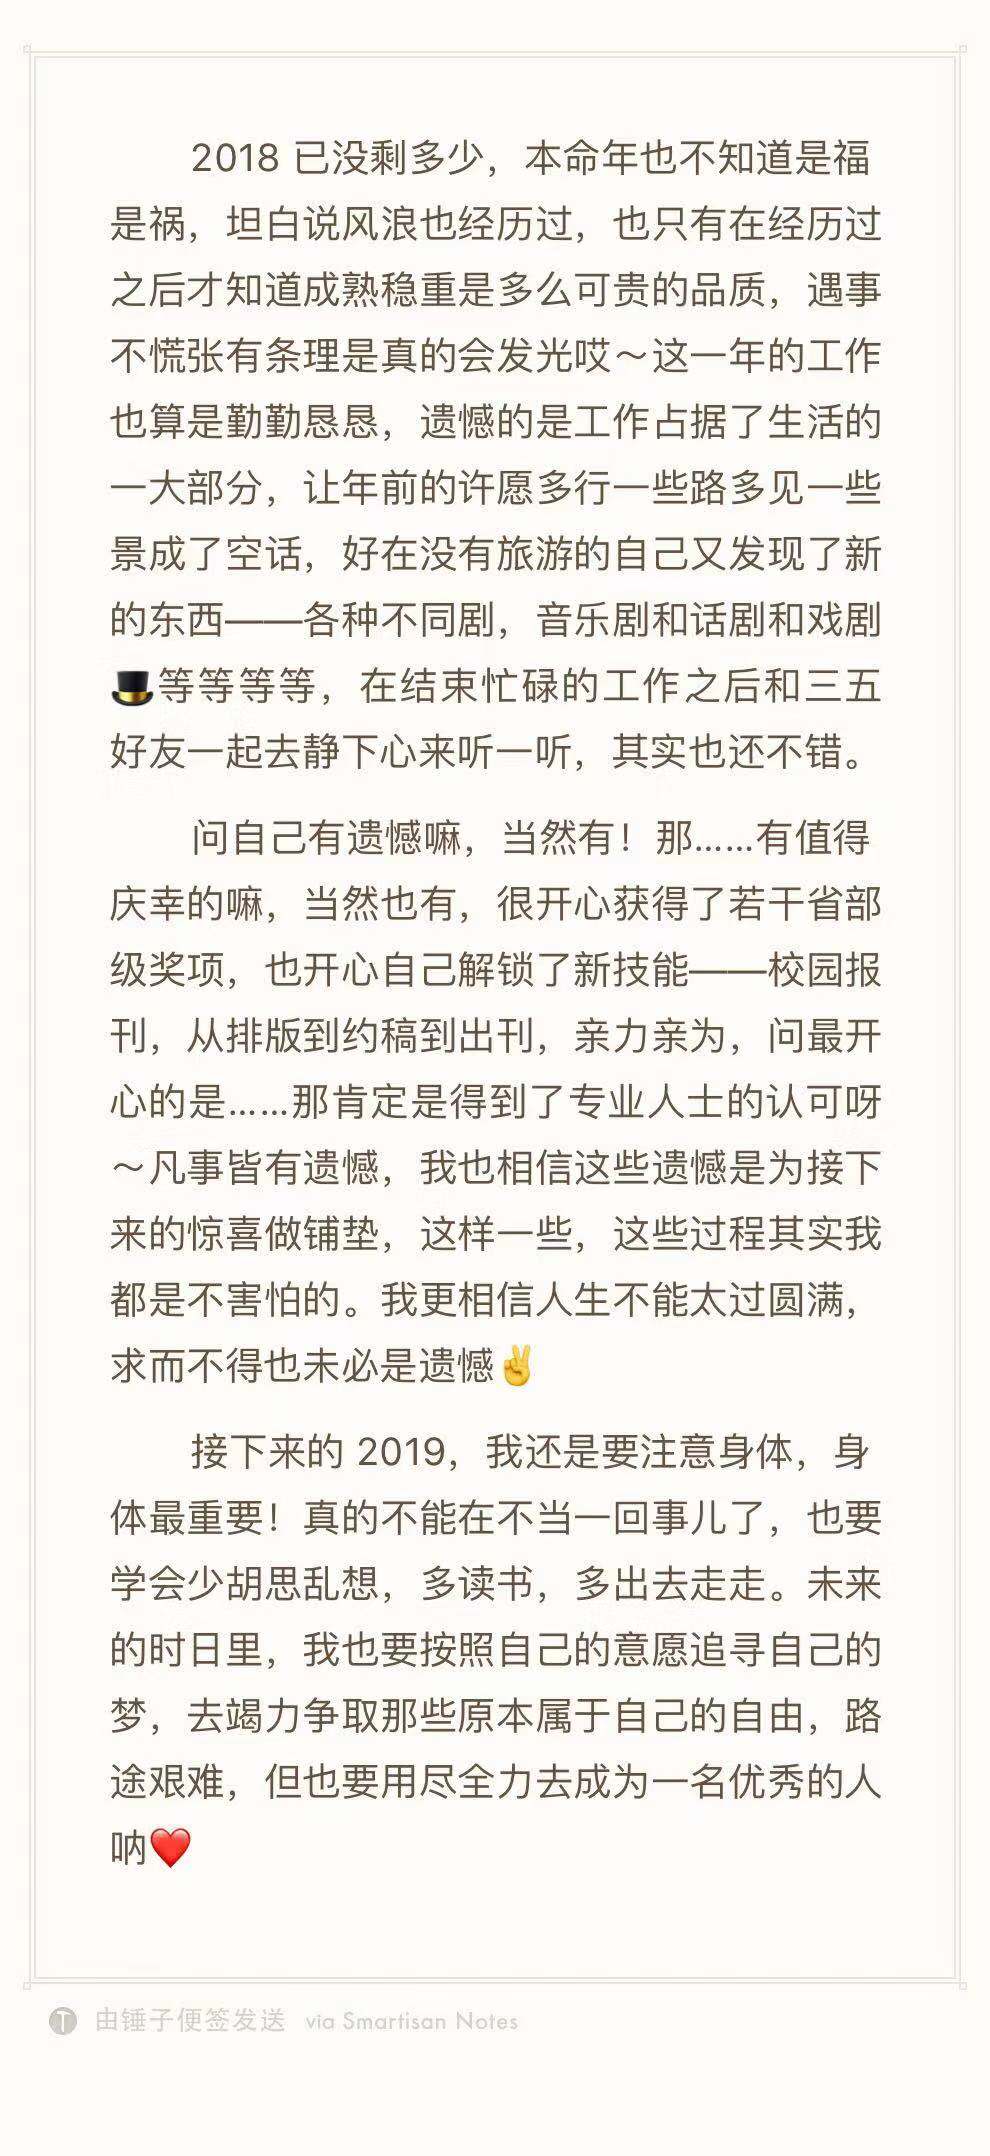 2018 已没剩多少，本命年也不知道是福
是祸，坦白说风浪也经历过，也只有在经历过
之后才知道成熟稳重是多么可贵的品质，遇事
不慌张有条理是真的会发光哎～这一年的工作
也算是勤勤恳恳，遗憾的是工作占据了生活的
一大部分，让年前的许愿多行一些路多见一些
景成了空话，好在没有旅游的自己又发现了新
的东西——各种不同剧，音乐剧和话剧和戏剧
🎩等等等等，在结束忙碌的工作之后和三五
好友一起去静下心来听一听，其实也还不错。
问自己有遗憾嘛，当然有！那……有值得
庆幸的嘛，当然也有，很开心获得了若干省部
级奖项，也开心自己解锁了新技能——校园报
刊，从排版到约稿到出刊，亲力亲为，问最开
心的是……那肯定是得到了专业人士的认可呀
～凡事皆有遗憾，我也相信这些遗憾是为接下
来的惊喜做铺垫，这样一些，这些过程其实我
都是不害怕的。我更相信人生不能太过圆满，
求而不得也未必是遗憾✌️
接下来的 2019，我还是要注意身体，身
体最重要！真的不能在不当一回事儿了，也要
学会少胡思乱想，多读书，多出去走走。未来
的时日里，我也要按照自己的意愿追寻自己的
梦，去竭力争取那些原本属于自己的自由，路
途艰难，但也要用尽全力去成为一名优秀的人
呐❤️
由锤子便签发送 via Smartisan Notes